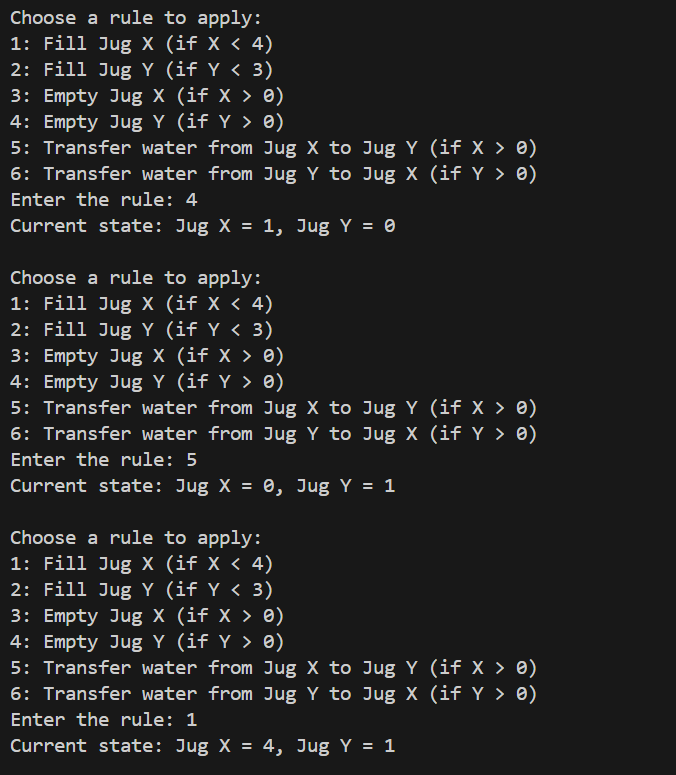 Choose a rule to apply:
1: Fill Jug X (if X < 4)
2: Fill Jug Y (if Y < 3)
3: Empty Jug X (if X > 0)
4: Empty Jug Y (if Y > 0)
5: Transfer water from Jug X to Jug Y (if X > 0)
6: Transfer water from Jug Y to Jug X (if Y > 0)
Enter the rule: 4
Current state: Jug X = 1, Jug Y = 0

Choose a rule to apply:
1: Fill Jug X (if X < 4)
2: Fill Jug Y (if Y < 3)
3: Empty Jug X (if X > 0)
4: Empty Jug Y (if Y > 0)
5: Transfer water from Jug X to Jug Y (if X > 0)
6: Transfer water from Jug Y to Jug X (if Y > 0)
Enter the rule: 5
Current state: Jug X = 0, Jug Y = 1

Choose a rule to apply:
1: Fill Jug X (if X < 4)
2: Fill Jug Y (if Y < 3)
3: Empty Jug X (if X > 0)
4: Empty Jug Y (if Y > 0)
5: Transfer water from Jug X to Jug Y (if X > 0)
6: Transfer water from Jug Y to Jug X (if Y > 0)
Enter the rule: 1
Current state: Jug X = 4, Jug Y = 1